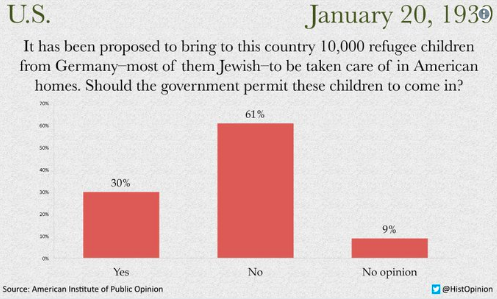 U.S. January 20, 1939
It has been proposed to bring to this country 10,000 refugee children
from Germany–most of them Jewish–to be taken care of in American
homes. Should the government permit these children to come in?
70%
60%
50%
40%
30%
20%
10%
0%
30%
61%
9%
Yes No No opinion
Source: American Institute of Public Opinion @HistOpinion